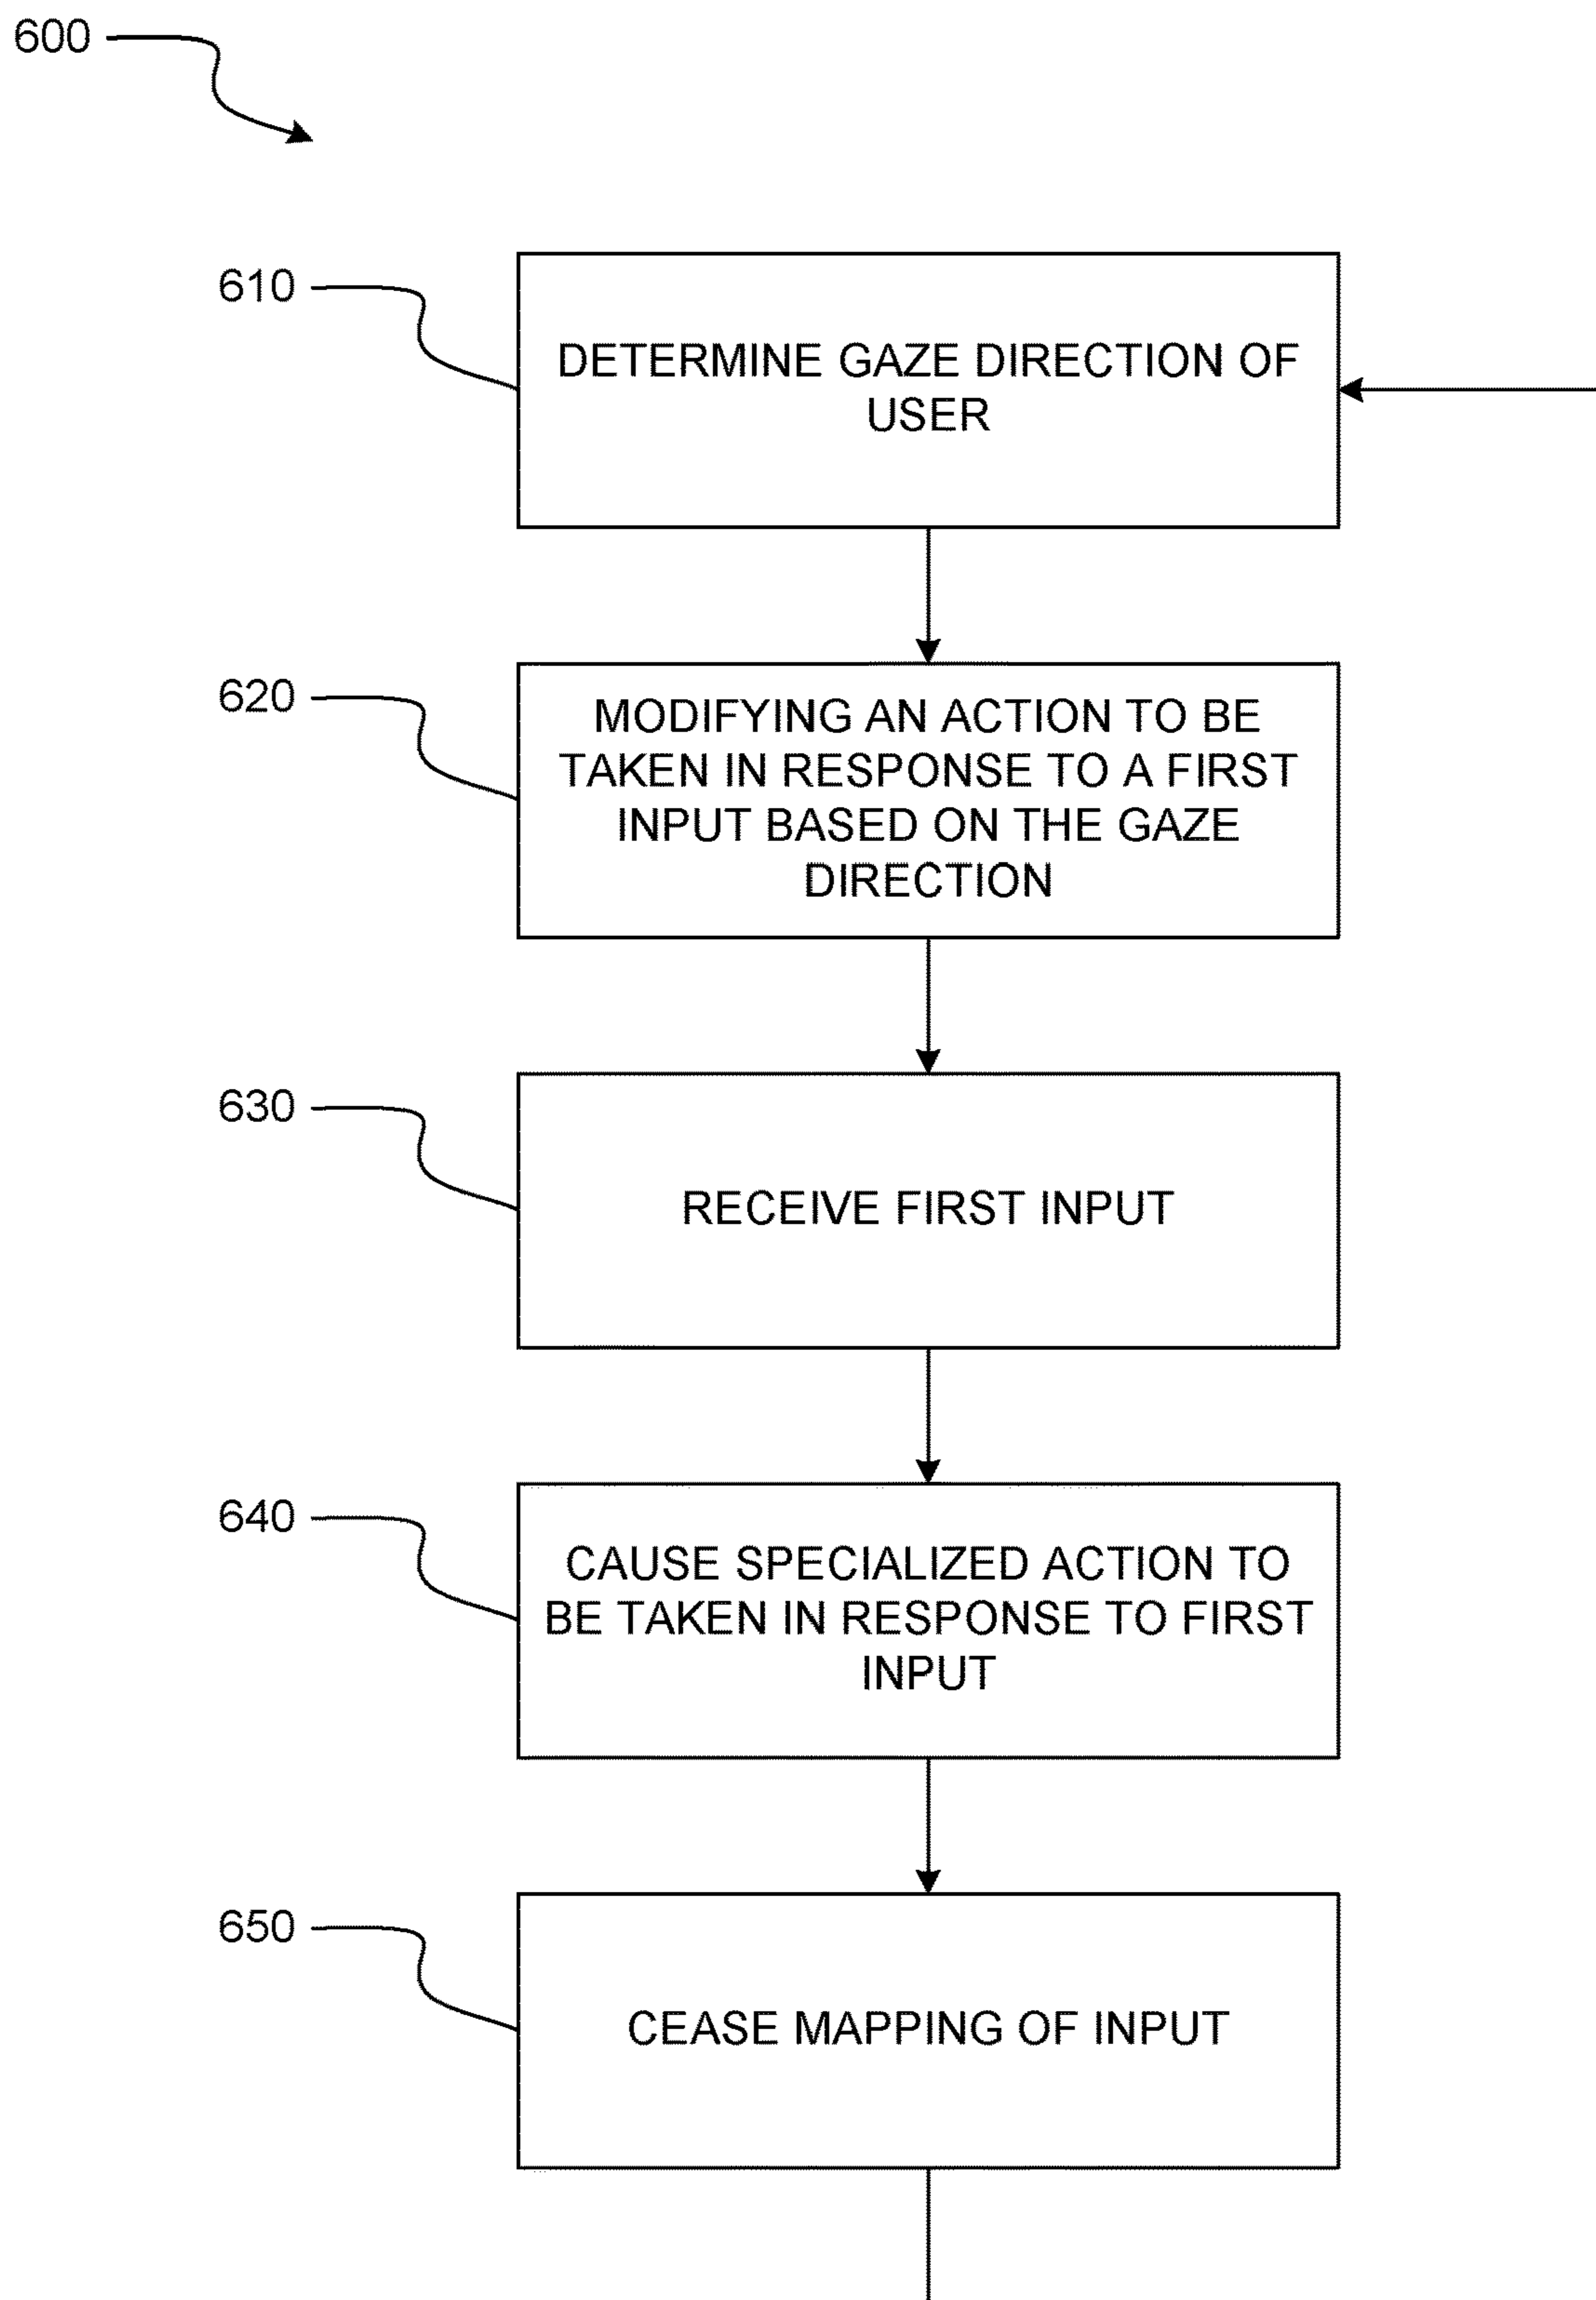 600
610
DETERMINE GAZE DIRECTION OF
USER
620
MODIFYING AN ACTION TO BE
TAKEN IN RESPONSE TO A FIRST
INPUT BASED ON THE GAZE
DIRECTION
630
RECEIVE FIRST INPUT
640
CAUSE SPECIALIZED ACTION TO
BE TAKEN IN RESPONSE TO FIRST
INPUT
650
CEASE MAPPING OF INPUT